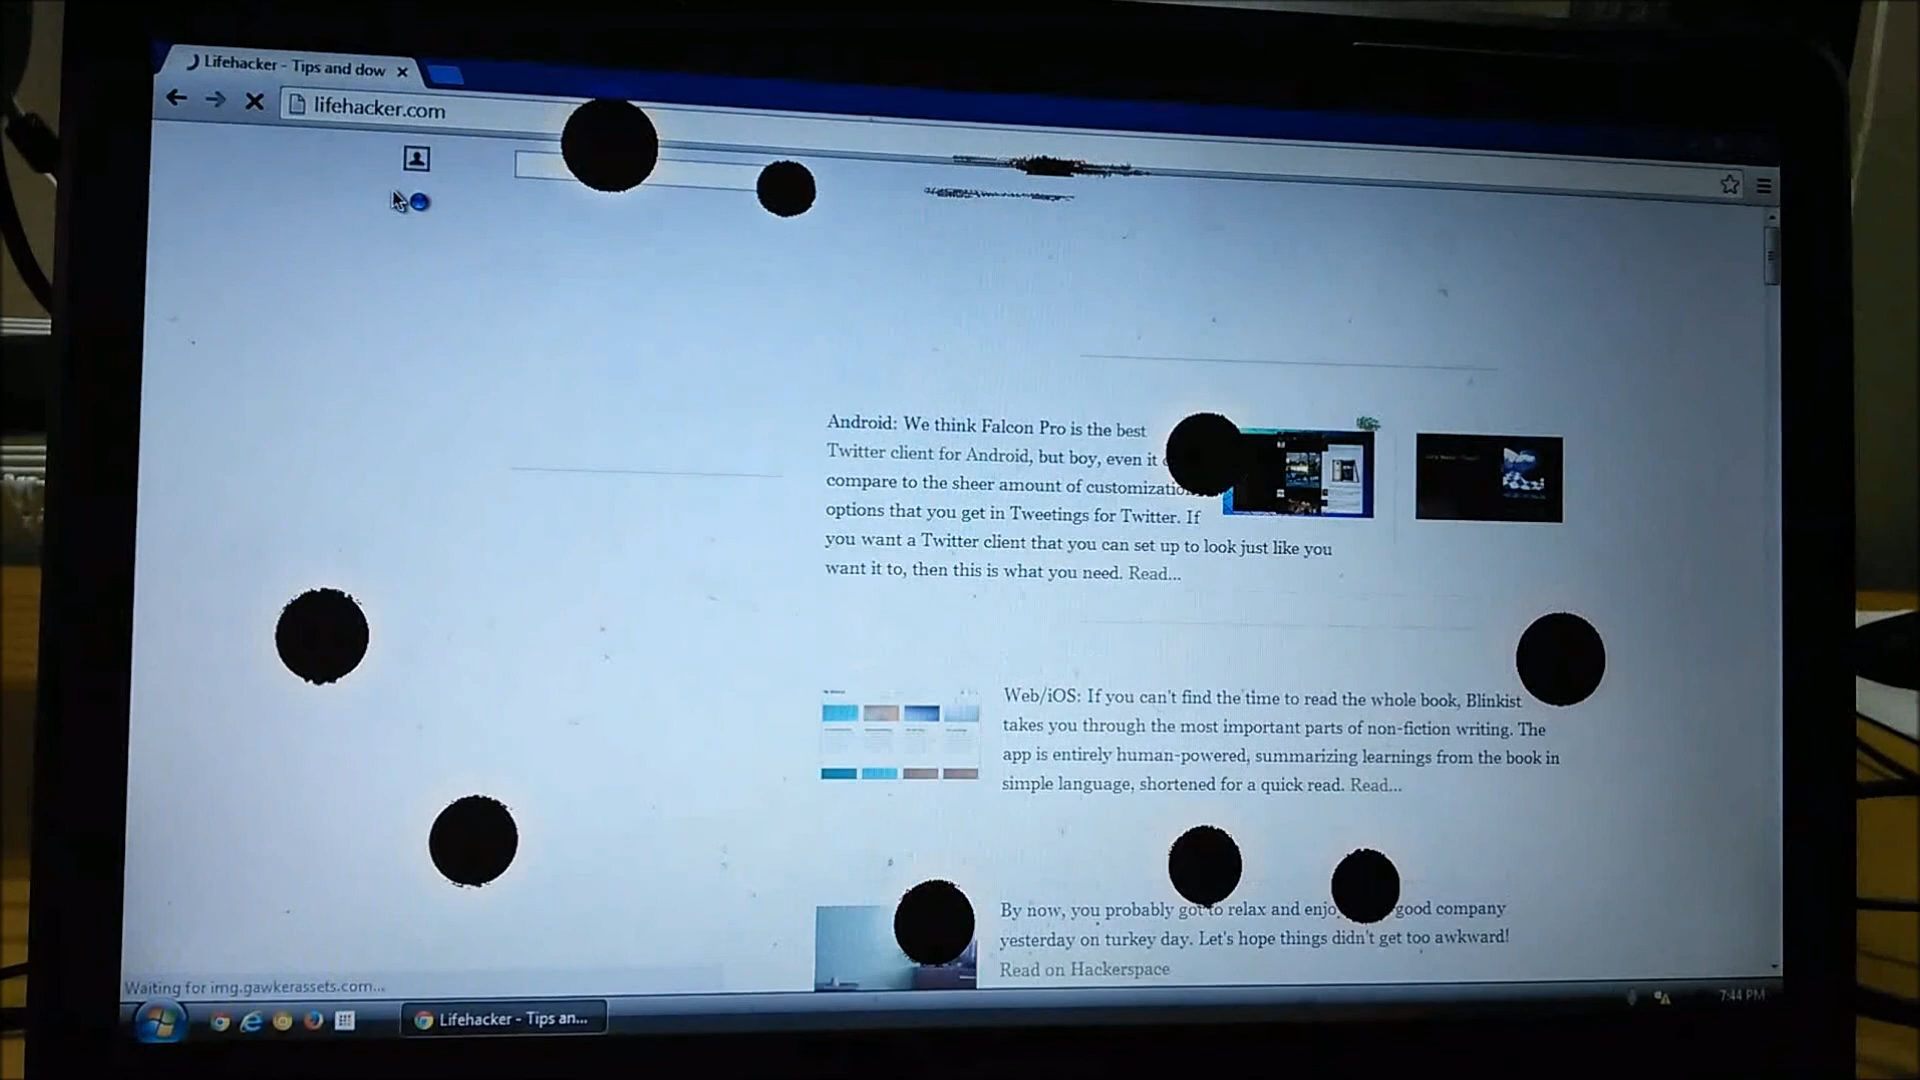 Lifehacker - Tips and dow
lifehacker.com
Android: We think Falcon Pro is the best
Twitter client for Android, but boy, even it
compare to the sheer amount of
options that you get in Tweetings for Twitter. If
you want a Twitter client that you can set up to look just like you
want it to, then this is what you need. Read...
Web/iOS: If you can't find the time to read the whole book, Blinkist
takes you through the most important parts of non-fiction writing. The
app is entirely human-powered, summarizing learnings from the book in
simple language, shortened for a quick read. Read...
By now, you probably got to relax and good company
yesterday on turkey day. Let's hope things didn't get too awkward!
Read on Hackerspace
Waiting for img.gawkerassets.com...
Lifehacker - Tips an...
7:44 PM